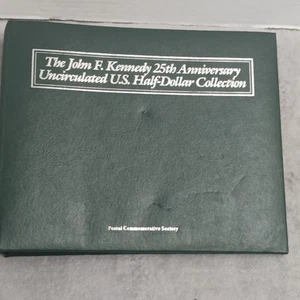 The John F. Kennedy 25th Anniversary
Uncirculated U.S. Half-Dollar Collection
Postal Commemorative Society